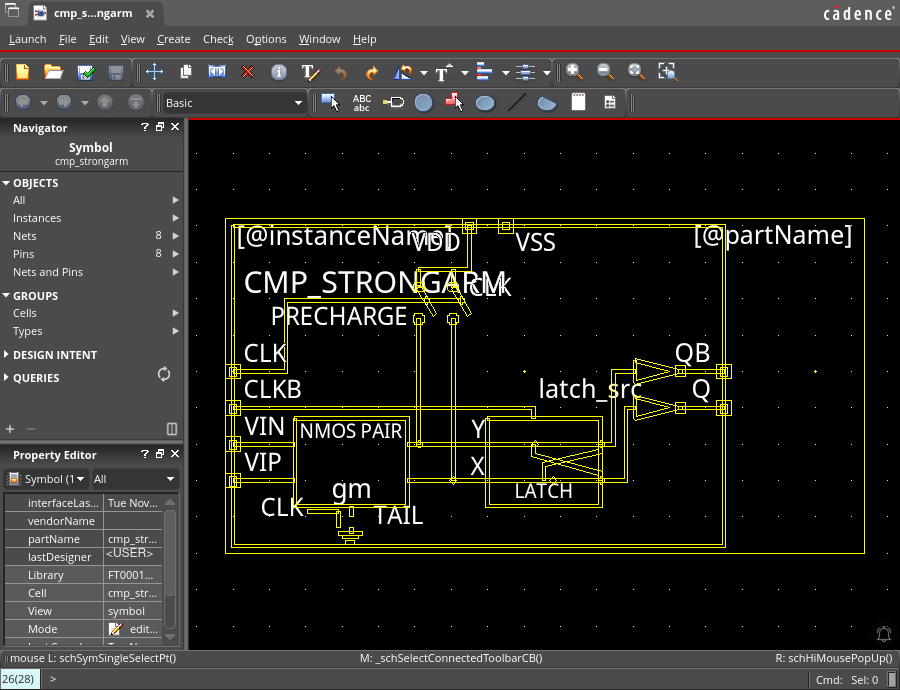 cmp_s...ngarm
cādence
Launch File Edit View Create Check Options Window Help
Basic
ABC
abc
Navigator
Symbol
cmp_strongarm
OBJECTS
All
Instances
Nets 8
Pins 8
Nets and Pins
GROUPS
Cells
Types
DESIGN INTENT
QUERIES
Property Editor
Symbol (1 All
interfaceLas... Tue Nov...
vendorName
partName cmp_str...
lastDesigner <USER>
Library FT0001...
Cell cmp_str...
View symbol
Mode edit...
[@instanceName] VDD VSS [@partName]
CMP_STRONGARM
CLK
PRECHARGE
CLK QB
CLKB latch_src Q
VIN NMOS PAIR Y
VIP X
gm LATCH
CLK TAIL
mouse L: schSymSingleSelectPt() M: _schSelectConnectedToolbarCB() R: schHiMousePopUp()
26(28) > Cmd: Sel: 0